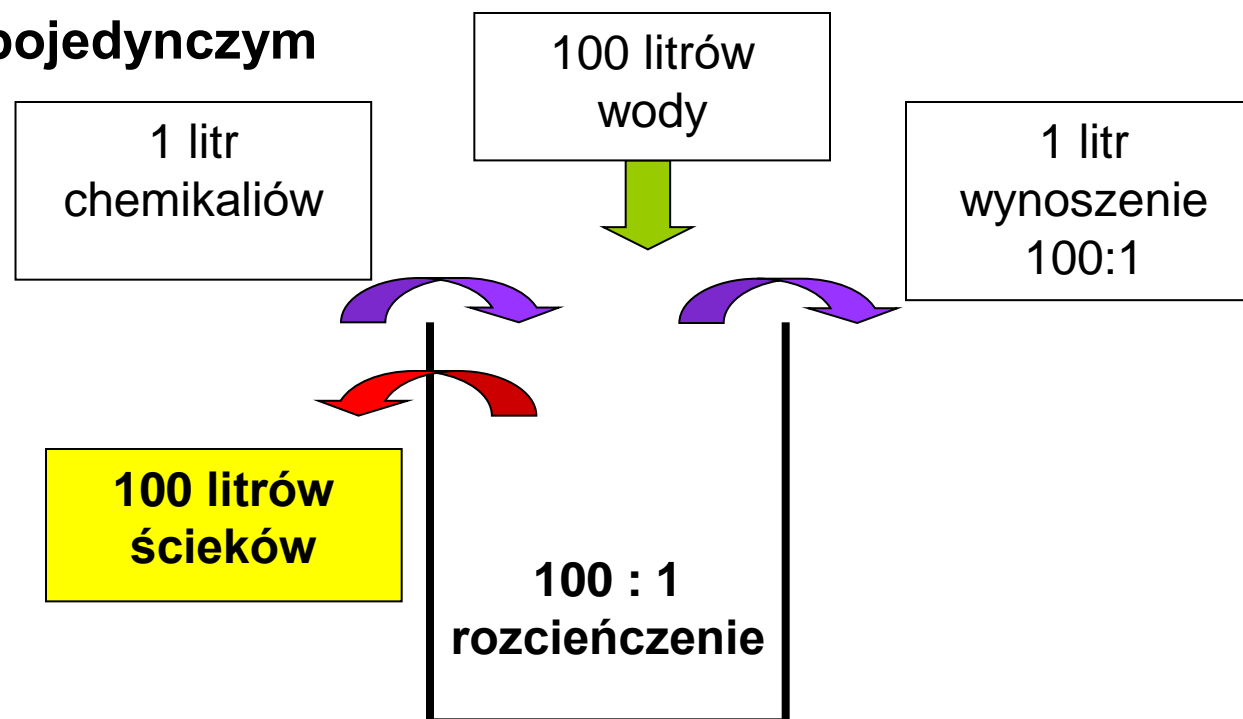 pojedynczym
100 litrów
wody
1 litr
chemikaliów
1 litr
wynoszenie
100:1
100 litrów
ścieków
100 : 1
rozcieńczenie